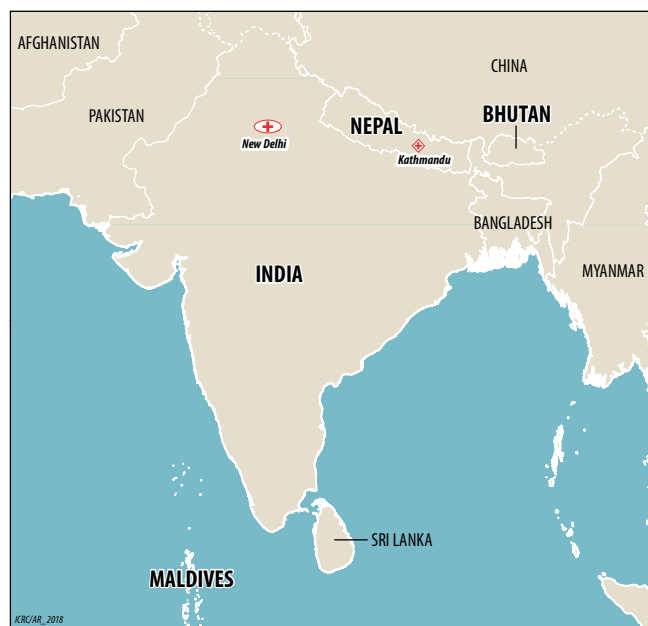 AFGHANISTAN
CHINA
PAKISTAN
NEPAL
BHUTAN
New Delhi
Kathmandu
BANGLADESH
INDIA
MYANMAR
SRI LANKA
MALDIVES
ICRC/AR_2018